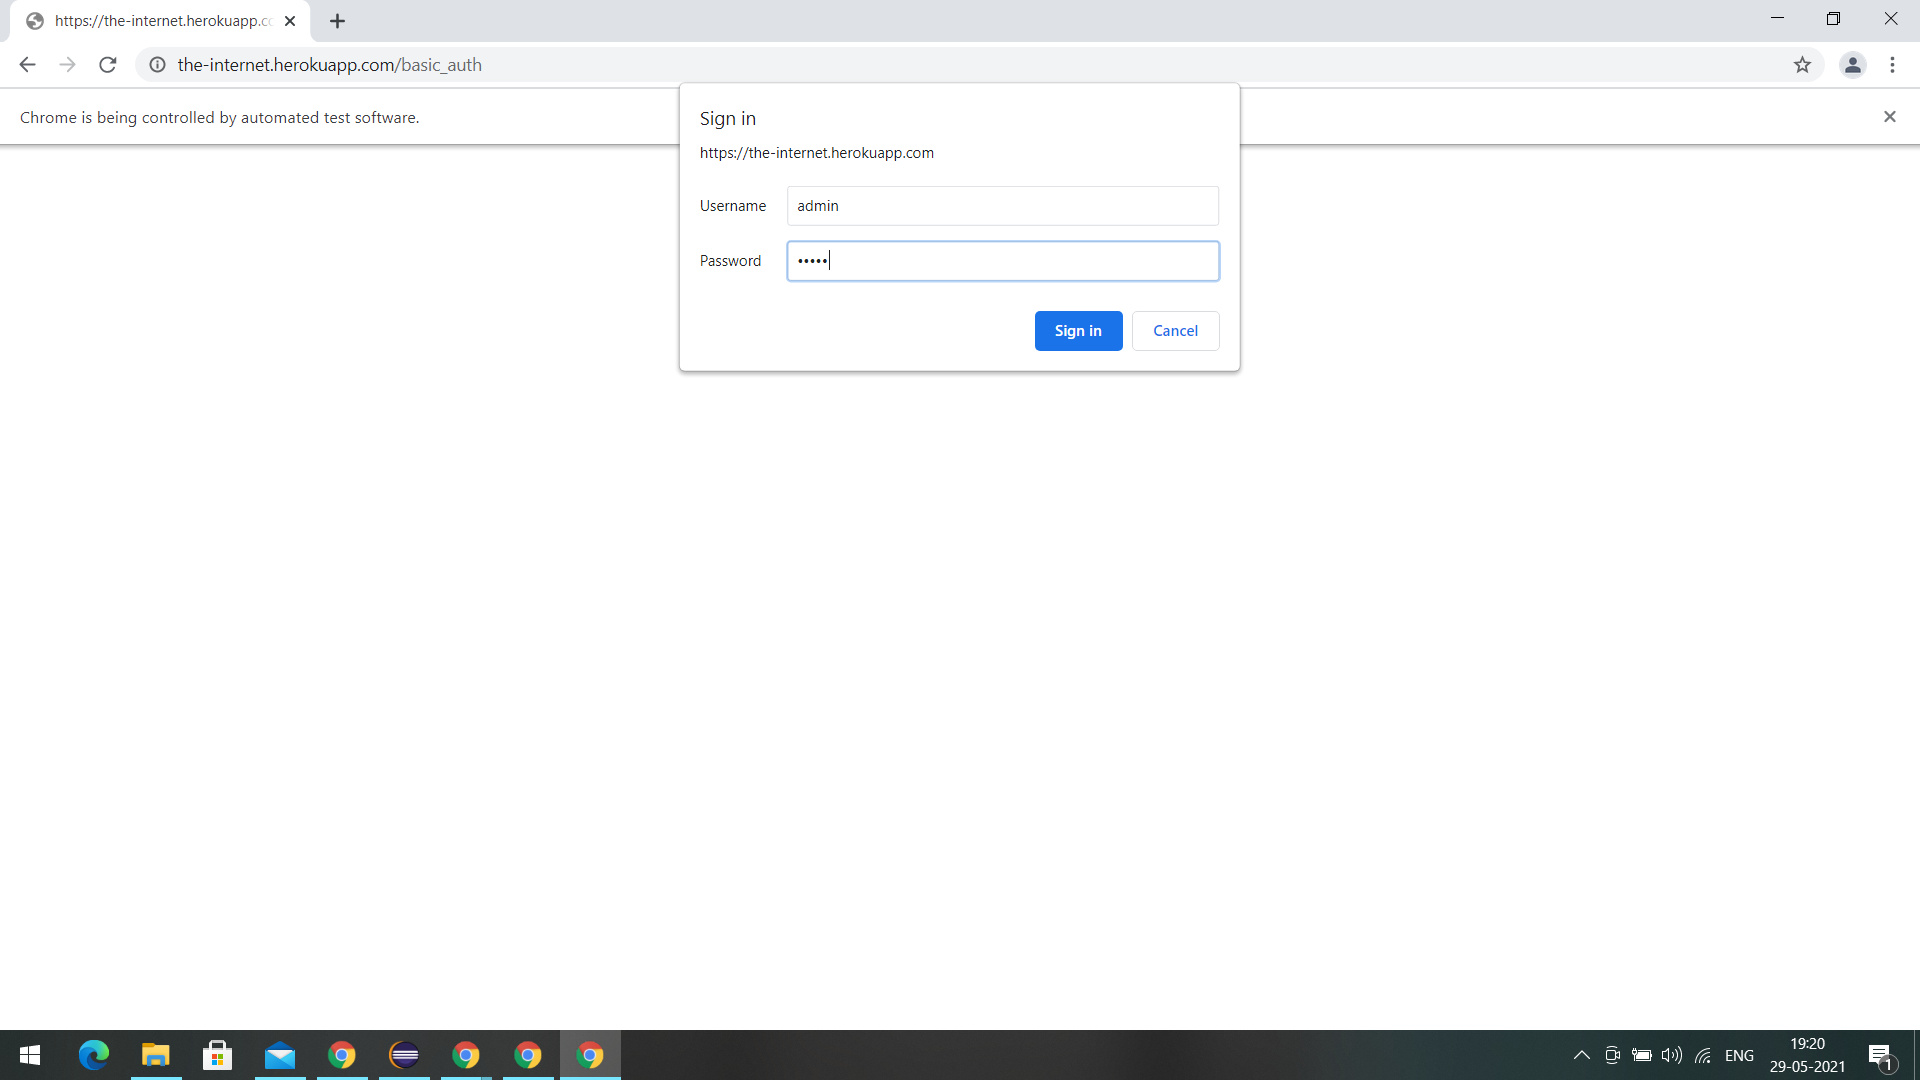 https://the-internet.herokuapp.co
the-internet.herokuapp.com/basic_auth
Chrome is being controlled by automated test software.
Sign in
https://the-internet.herokuapp.com
Username admin
Password •••••
Sign in Cancel
ENG
19:20
29-05-2021
1